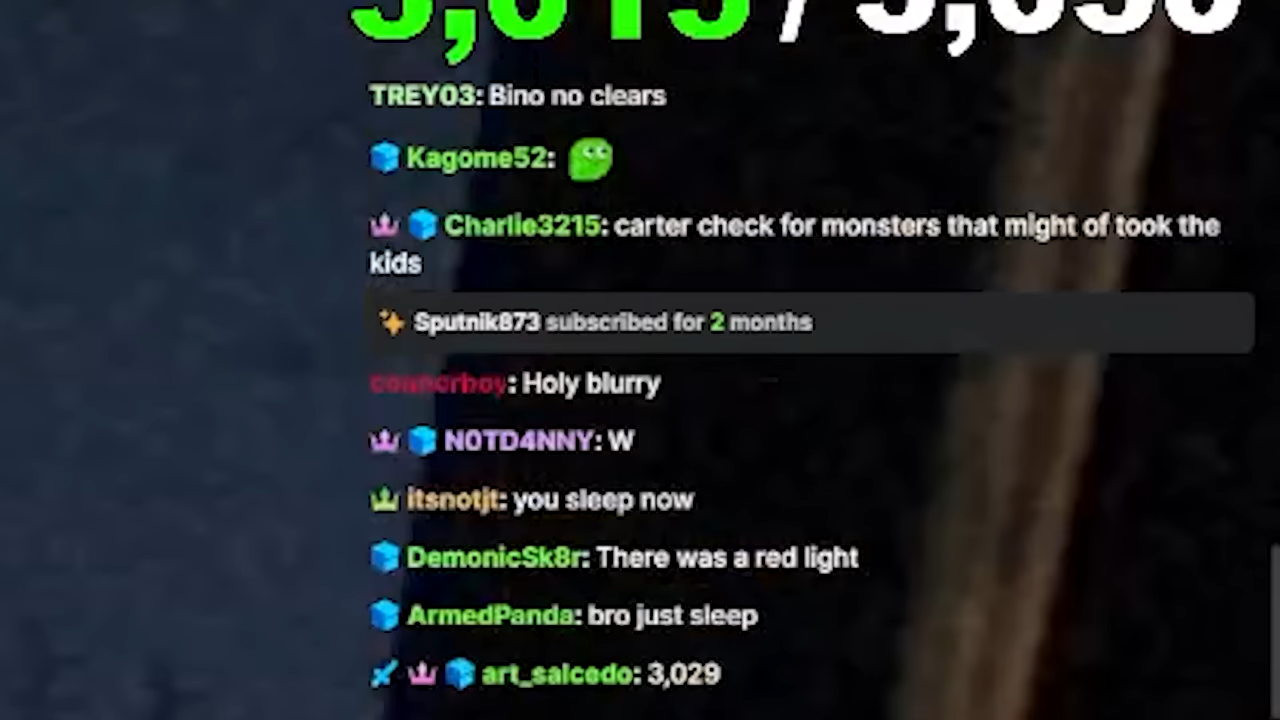 TREY03: Bino no clears
Kagome52:
Charlie3215: carter check for monsters that might of took the
kids
Sputnik873 subscribed for 2 months
connorboy: Holy blurry
N0TD4NNY: W
itsnotjt: you sleep now
DemonicSk8r: There was a red light
ArmedPanda: bro just sleep
art_salcedo: 3,029